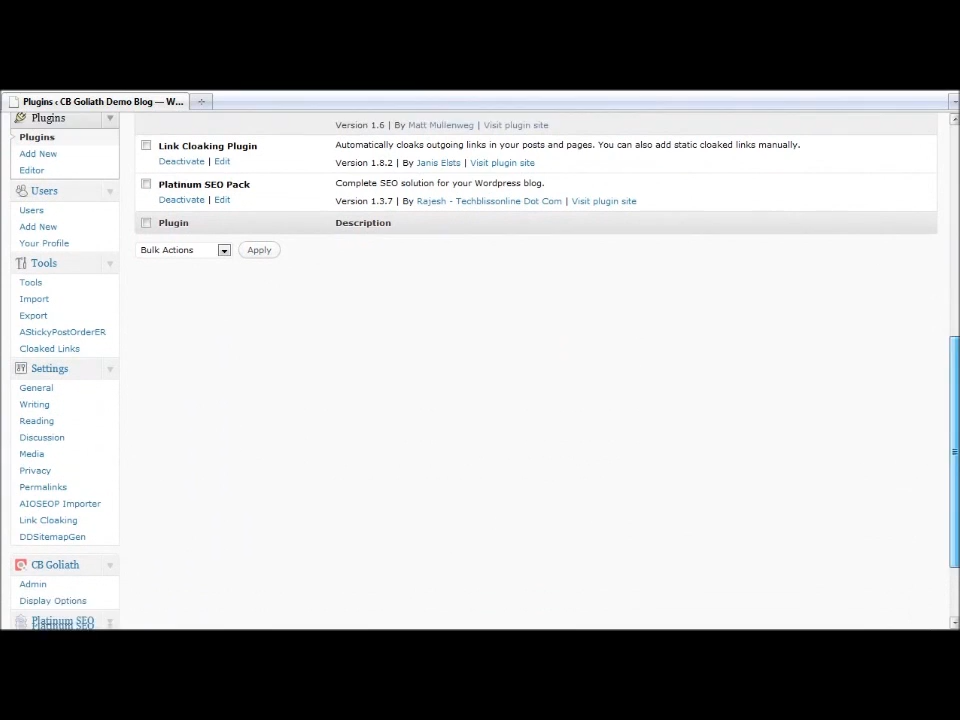 Plugins ‹ CB Goliath Demo Blog — W...
Plugins
Plugins
Add New
Editor
Users
Users
Add New
Your Profile
Tools
Tools
Import
Export
AStickyPostOrderER
Cloaked Links
Settings
General
Writing
Reading
Discussion
Media
Privacy
Permalinks
AIOSEOP Importer
Link Cloaking
DDSitemapGen
CB Goliath
Admin
Display Options
Platinum SEO
Platinum SEO
Version 1.6 | By Matt Mullenweg | Visit plugin site
Link Cloaking Plugin
Deactivate | Edit
Automatically cloaks outgoing links in your posts and pages. You can also add static cloaked links manually.
Version 1.8.2 | By Janis Elsts | Visit plugin site
Platinum SEO Pack
Deactivate | Edit
Complete SEO solution for your Wordpress blog.
Version 1.3.7 | By Rajesh - Techblissonline Dot Com | Visit plugin site
Plugin Description
Bulk Actions Apply